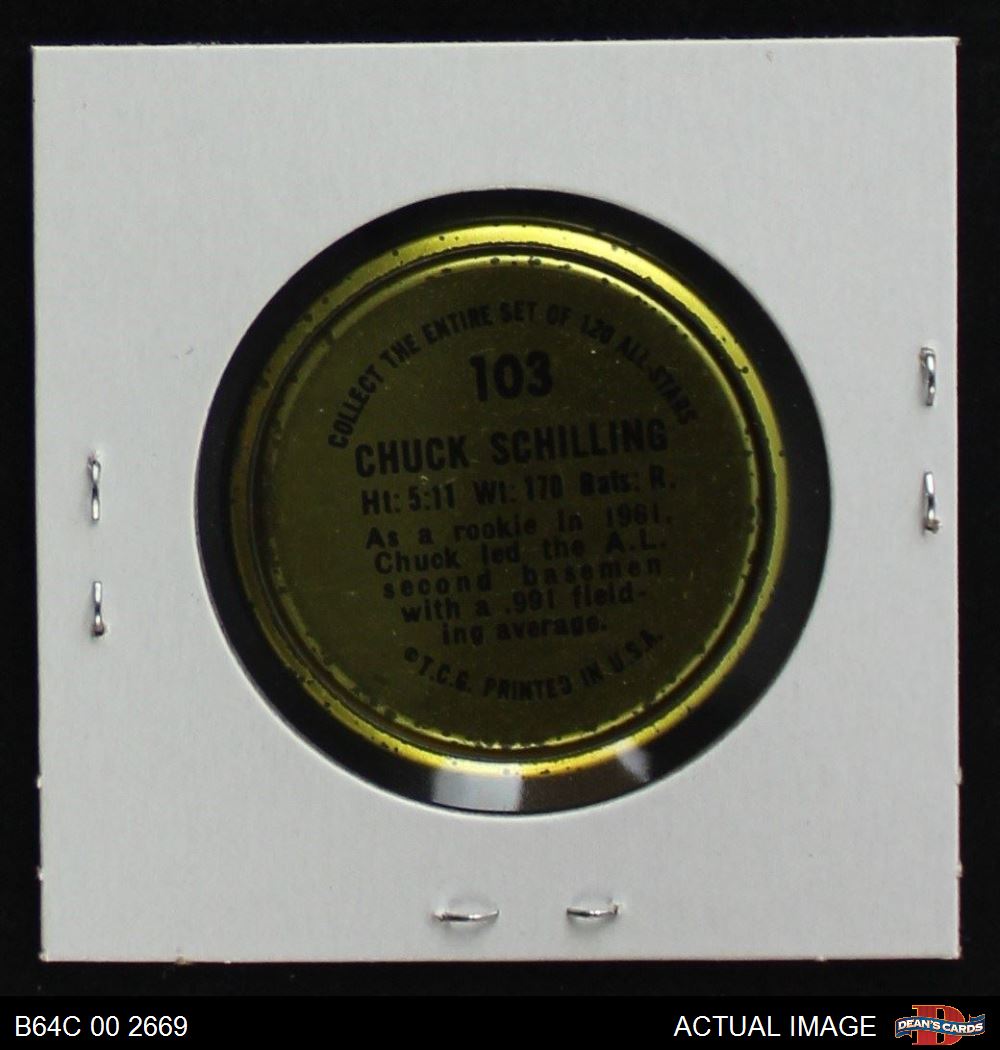 COLLECT THE ENTIRE SET OF 120 ALL-STARS
103
CHUCK SCHILLING
Ht: 5:11 Wt: 170 Bats: R.
As a rookie in 1961,
Chuck led the A.L.
second basemen
with a .991 field-
ing average.
©T.C.G. PRINTED IN U.S.A.
B64C 00 2669
ACTUAL IMAGE
D
DEAN'S CARDS